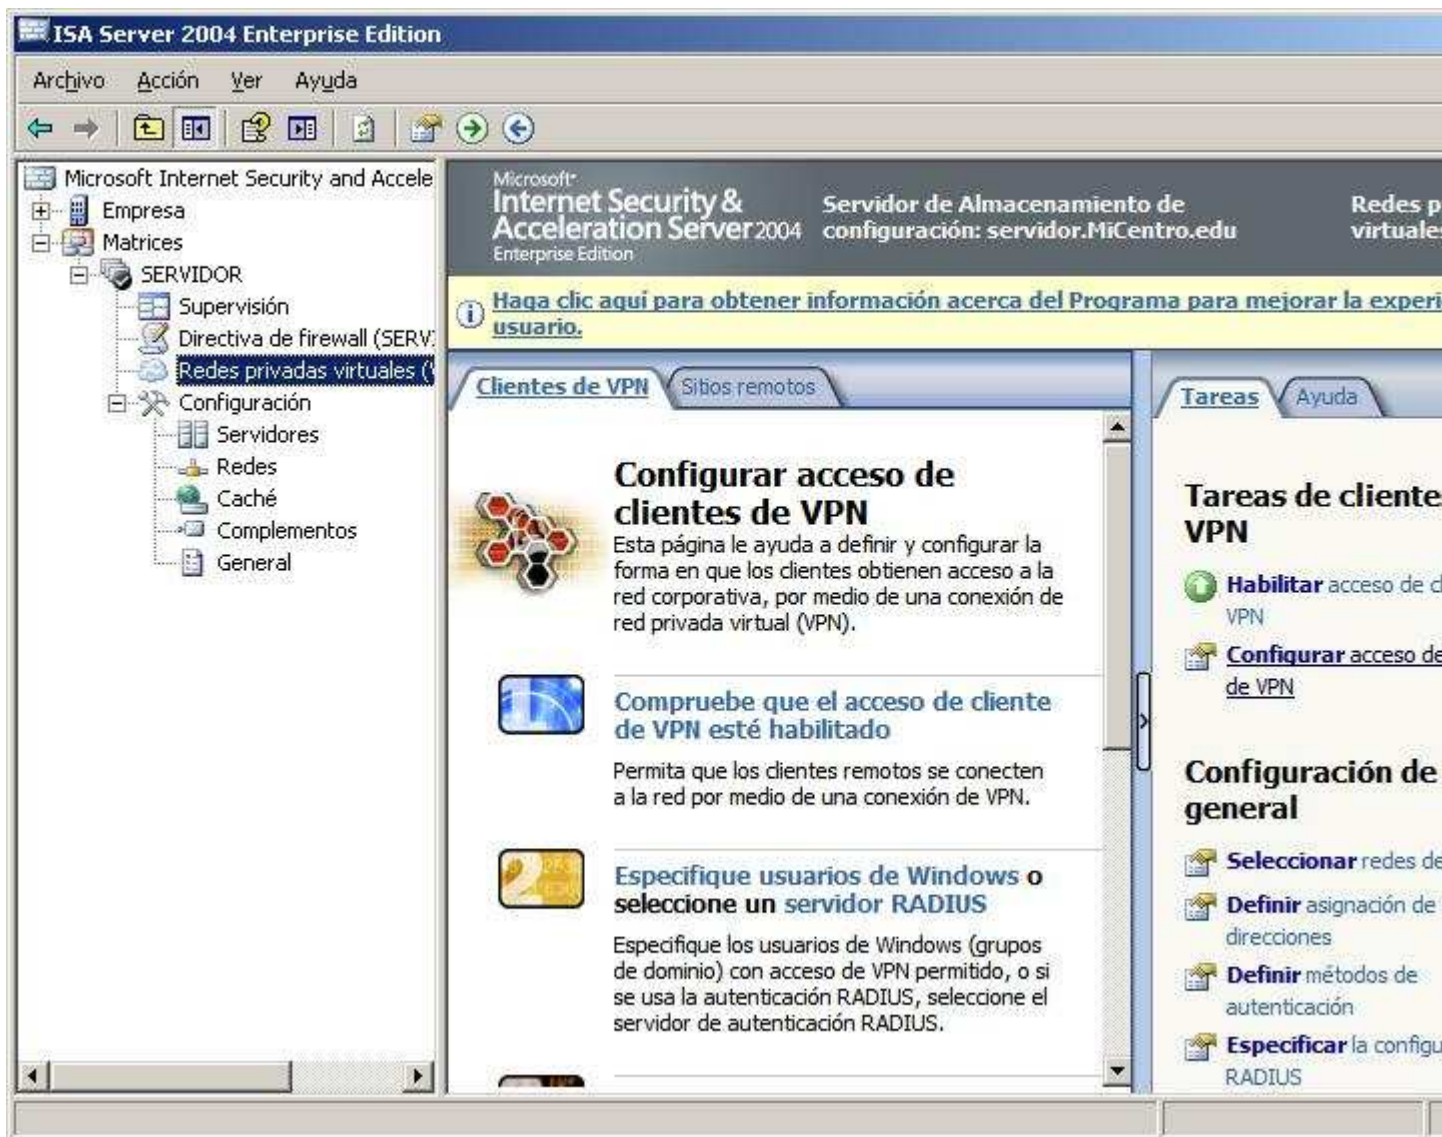 ISA Server 2004 Enterprise Edition
Archivo Acción Ver Ayuda
Microsoft Internet Security and Accele
Empresa
Matrices
SERVIDOR
Supervisión
Directiva de firewall (SERV
Redes privadas virtuales (
Configuración
Servidores
Redes
Caché
Complementos
General
Microsoft
Internet Security &
Acceleration Server 2004
Enterprise Edition
Servidor de Almacenamiento de
configuración: servidor.MiCentro.edu
Redes p
virtuales
Haga clic aquí para obtener información acerca del Programa para mejorar la experi
usuario.
Clientes de VPN Sitios remotos
Configurar acceso de
clientes de VPN
Esta página le ayuda a definir y configurar la
forma en que los clientes obtienen acceso a la
red corporativa, por medio de una conexión de
red privada virtual (VPN).
Compruebe que el acceso de cliente
de VPN esté habilitado
Permita que los clientes remotos se conecten
a la red por medio de una conexión de VPN.
Especifique usuarios de Windows o
seleccione un servidor RADIUS
Especifique los usuarios de Windows (grupos
de dominio) con acceso de VPN permitido, o si
se usa la autenticación RADIUS, seleccione el
servidor de autenticación RADIUS.
Tareas Ayuda
Tareas de clientes
VPN
Habilitar acceso de cl
VPN
Configurar acceso de
de VPN
Configuración de
general
Seleccionar redes de
Definir asignación de
direcciones
Definir métodos de
autenticación
Especificar la configu
RADIUS